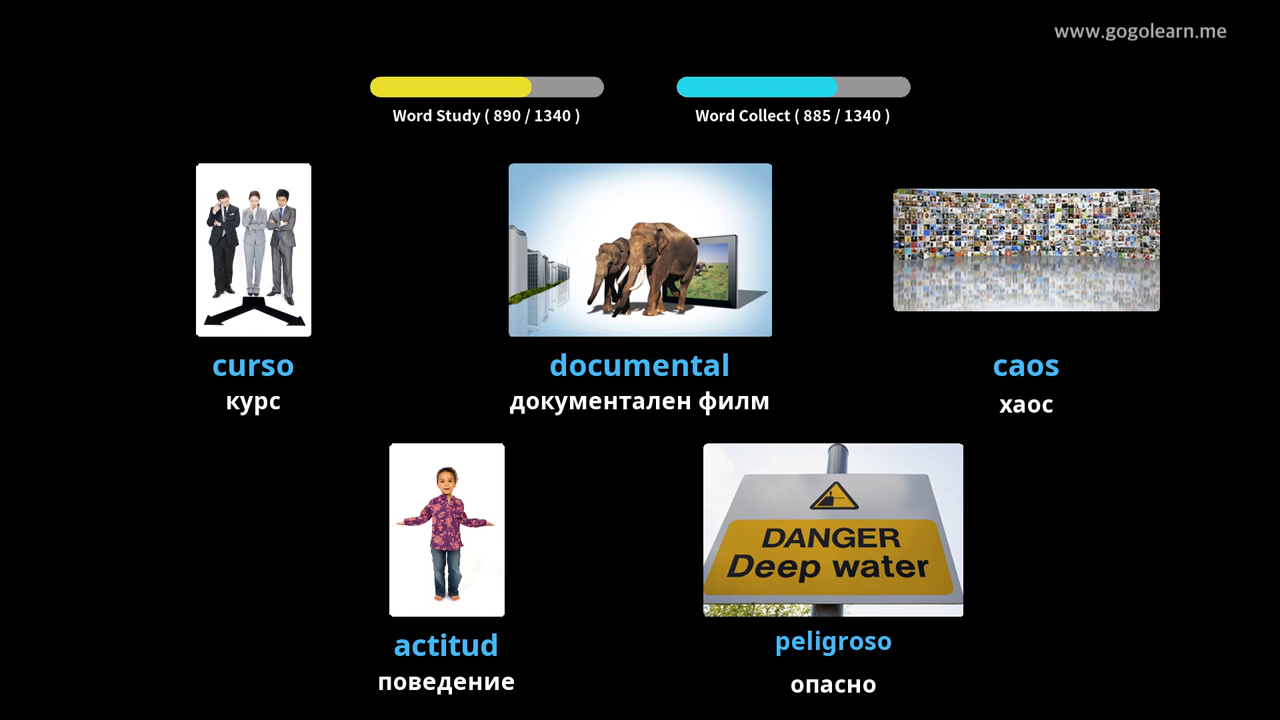 www.gogolearn.me
Word Study ( 890 / 1340 )
Word Collect ( 885 / 1340 )
curso
курс
documental
документален филм
caos
хаос
DANGER
Deep water
actitud
поведение
peligroso
опасно